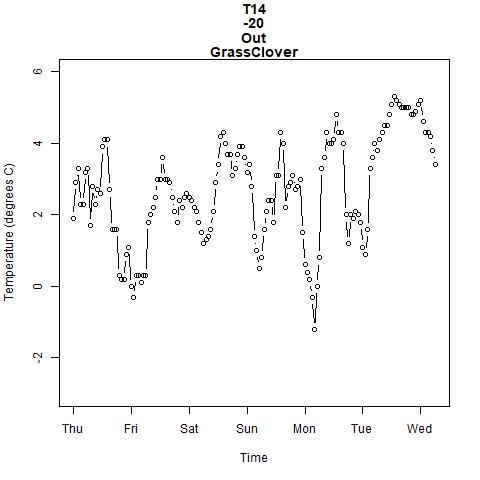 T14
-20
Out
GrassClover
Temperature (degrees C)
6
4
2
0
-2
Thu Fri Sat Sun Mon Tue Wed
Time